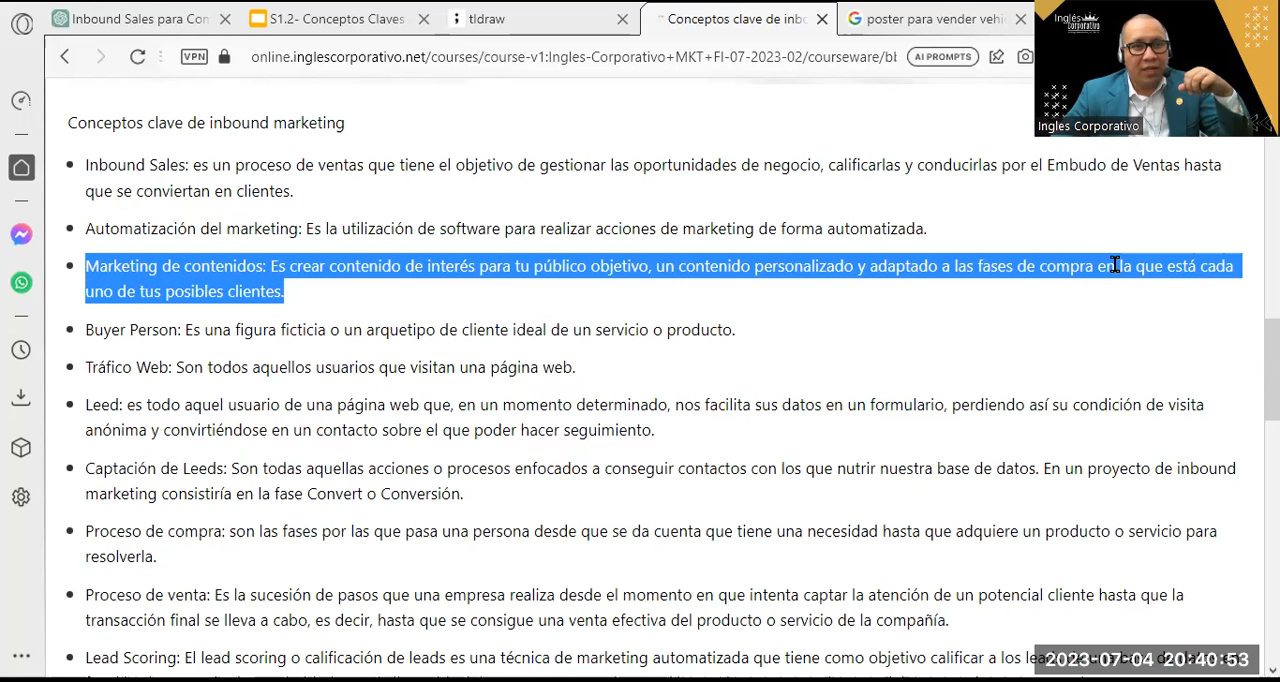 Inbound Sales para Con
S1.2- Conceptos Claves
tldraw
Conceptos clave de inbo
poster para vender vehi
VPN
online.inglescorporativo.net/courses/course-v1:Ingles-Corporativo+MKT+FI-07-2023-02/courseware/bb
AI PROMPTS
Inglés
Corporativo
Ingles Corporativo
Conceptos clave de inbound marketing
Inbound Sales: es un proceso de ventas que tiene el objetivo de gestionar las oportunidades de negocio, calificarlas y conducirlas por el Embudo de Ventas hasta
que se conviertan en clientes.
Automatización del marketing: Es la utilización de software para realizar acciones de marketing de forma automatizada.
Marketing de contenidos: Es crear contenido de interés para tu público objetivo, un contenido personalizado y adaptado a las fases de compra en la que está cada
uno de tus posibles clientes.
Buyer Person: Es una figura ficticia o un arquetipo de cliente ideal de un servicio o producto.
Tráfico Web: Son todos aquellos usuarios que visitan una página web.
Leed: es todo aquel usuario de una página web que, en un momento determinado, nos facilita sus datos en un formulario, perdiendo así su condición de visita
anónima y convirtiéndose en un contacto sobre el que poder hacer seguimiento.
Captación de Leeds: Son todas aquellas acciones o procesos enfocados a conseguir contactos con los que nutrir nuestra base de datos. En un proyecto de inbound
marketing consistiría en la fase Convert o Conversión.
Proceso de compra: son las fases por las que pasa una persona desde que se da cuenta que tiene una necesidad hasta que adquiere un producto o servicio para
resolverla.
Proceso de venta: Es la sucesión de pasos que una empresa realiza desde el momento en que intenta captar la atención de un potencial cliente hasta que la
transacción final se lleva a cabo, es decir, hasta que se consigue una venta efectiva del producto o servicio de la compañía.
Lead Scoring: El lead scoring o calificación de leads es una técnica de marketing automatizada que tiene como objetivo calificar a los
2023-07-04 20:40:53